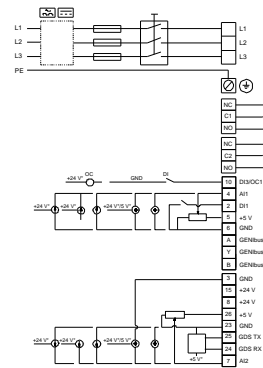 L1 L1
L2 L2
L3 L3
PE
NC
C1
NO
NC
C2
NO
+24 V* OC GND DI 10 DI3/OC1
4 AI1
+24 V* +24 V* +24 V* +24 V*/5 V* 2 DI1
5 +5 V
6 GND
A GENIbus
Y GENIbus
B GENIbus
3 GND
15 +24 V
8 +24 V
26 +5 V
23 GND
+24 V* +24 V* +24 V* +24 V*/5 V* 25 GDS TX
24 GDS RX
+5 V* 7 AI2